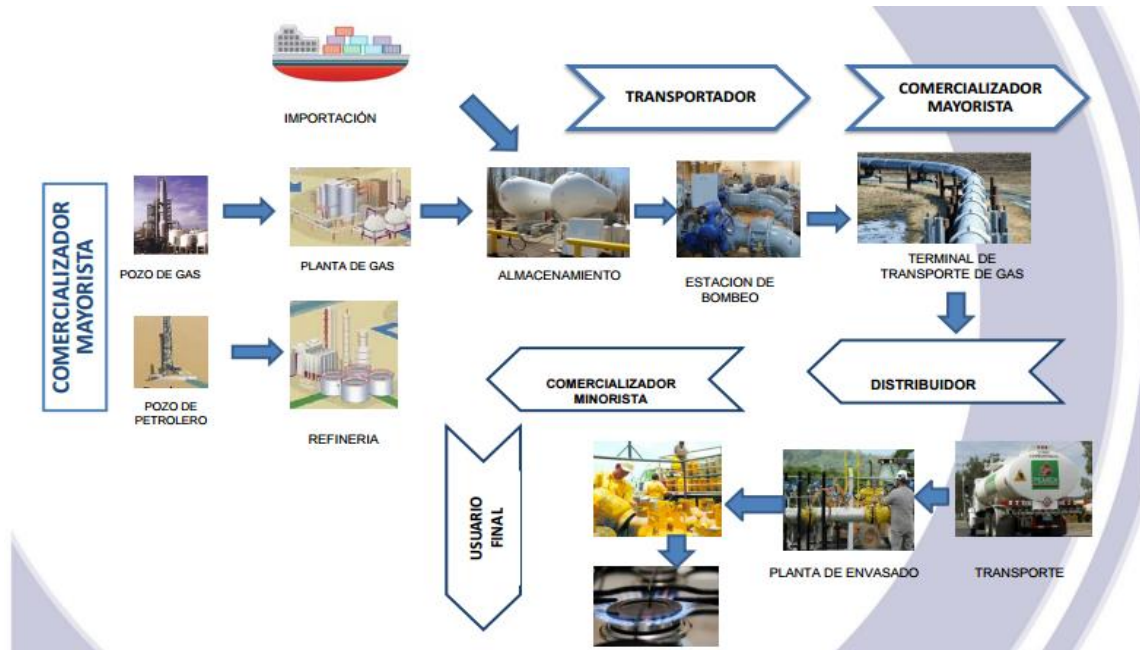 IMPORTACIÓN
TRANSPORTADOR
COMERCIALIZADOR
MAYORISTA
COMERCIALIZADOR
MAYORISTA
POZO DE GAS
PLANTA DE GAS
ALMACENAMIENTO
ESTACION DE
BOMBEO
TERMINAL DE
TRANSPORTE DE GAS
POZO DE
PETROLERO
REFINERIA
COMERCIALIZADOR
MINORISTA
DISTRIBUIDOR
USUARIO
FINAL
PLANTA DE ENVASADO
TRANSPORTE